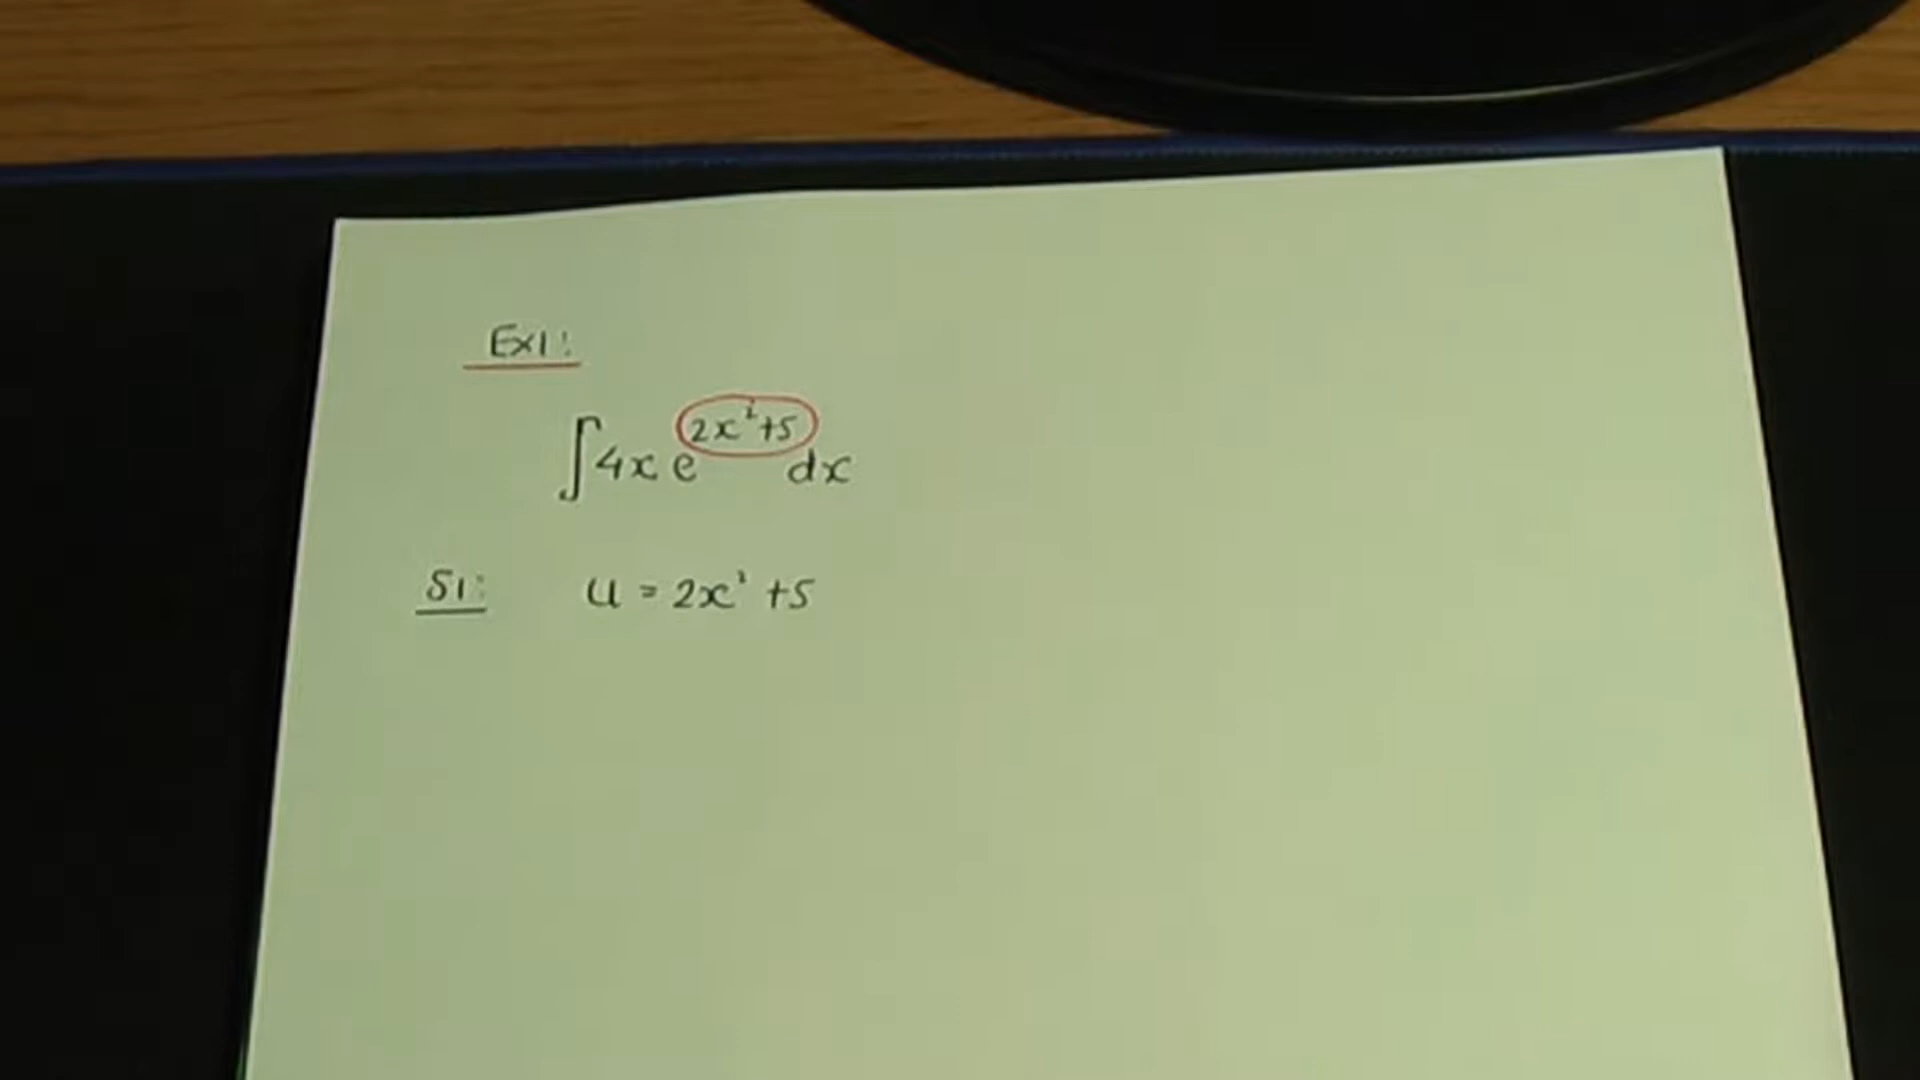 Ex1:
∫4x e^(2x²+5) dx
S1: u = 2x² +5